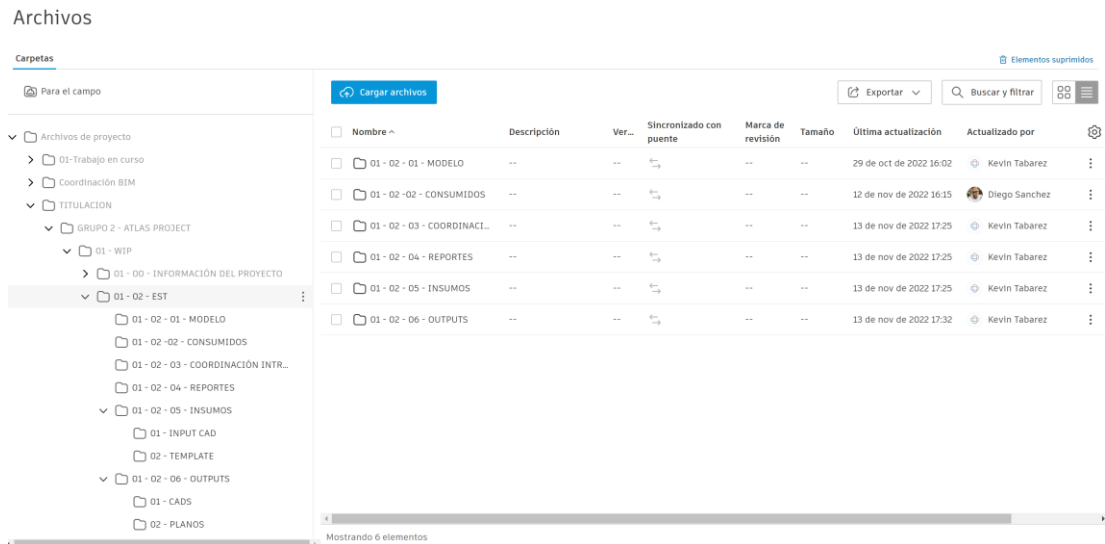 Archivos
Carpetas
Elementos suprimidos
Para el campo
Cargar archivos
Exportar
Buscar y filtrar
Archivos de proyecto
01-Trabajo en curso
Coordinación BIM
TITULACION
GRUPO 2 - ATLAS PROJECT
01 - WIP
01 - 00 - INFORMACIÓN DEL PROYECTO
01 - 02 - EST
01 - 02 - 01 - MODELO
01 - 02 -02 - CONSUMIDOS
01 - 02 - 03 - COORDINACIÓN INTR...
01 - 02 - 04 - REPORTES
01 - 02 - 05 - INSUMOS
01 - INPUT CAD
02 - TEMPLATE
01 - 02 - 06 - OUTPUTS
01 - CADS
02 - PLANOS
Nombre Descripción Ver... Sincronizado con puente Marca de revisión Tamaño Última actualización Actualizado por
01 - 02 - 01 - MODELO -- -- -- -- 29 de oct de 2022 16:02 Kevin Tabarez
01 - 02 -02 - CONSUMIDOS -- -- -- -- 12 de nov de 2022 16:15 Diego Sanchez
01 - 02 - 03 - COORDINACI... -- -- -- -- 13 de nov de 2022 17:25 Kevin Tabarez
01 - 02 - 04 - REPORTES -- -- -- -- 13 de nov de 2022 17:25 Kevin Tabarez
01 - 02 - 05 - INSUMOS -- -- -- -- 13 de nov de 2022 17:25 Kevin Tabarez
01 - 02 - 06 - OUTPUTS -- -- -- -- 13 de nov de 2022 17:32 Kevin Tabarez
Mostrando 6 elementos